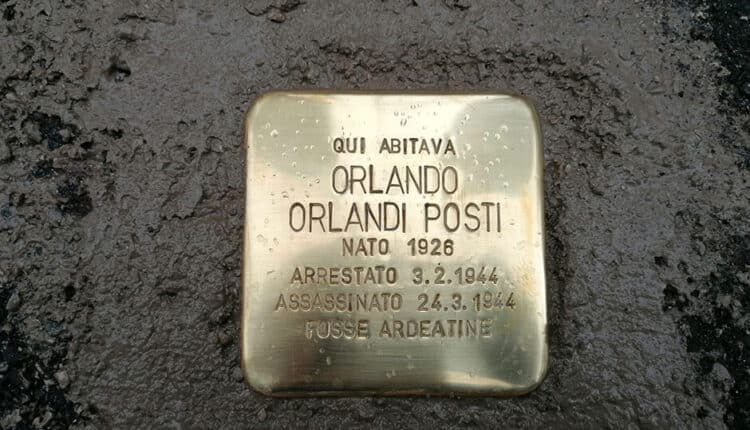 QUI ABITAVA
ORLANDO
ORLANDI POSTI
NATO 1926
ARRESTATO 3.2.1944
ASSASSINATO 24.3.1944
FOSSE ARDEATINE